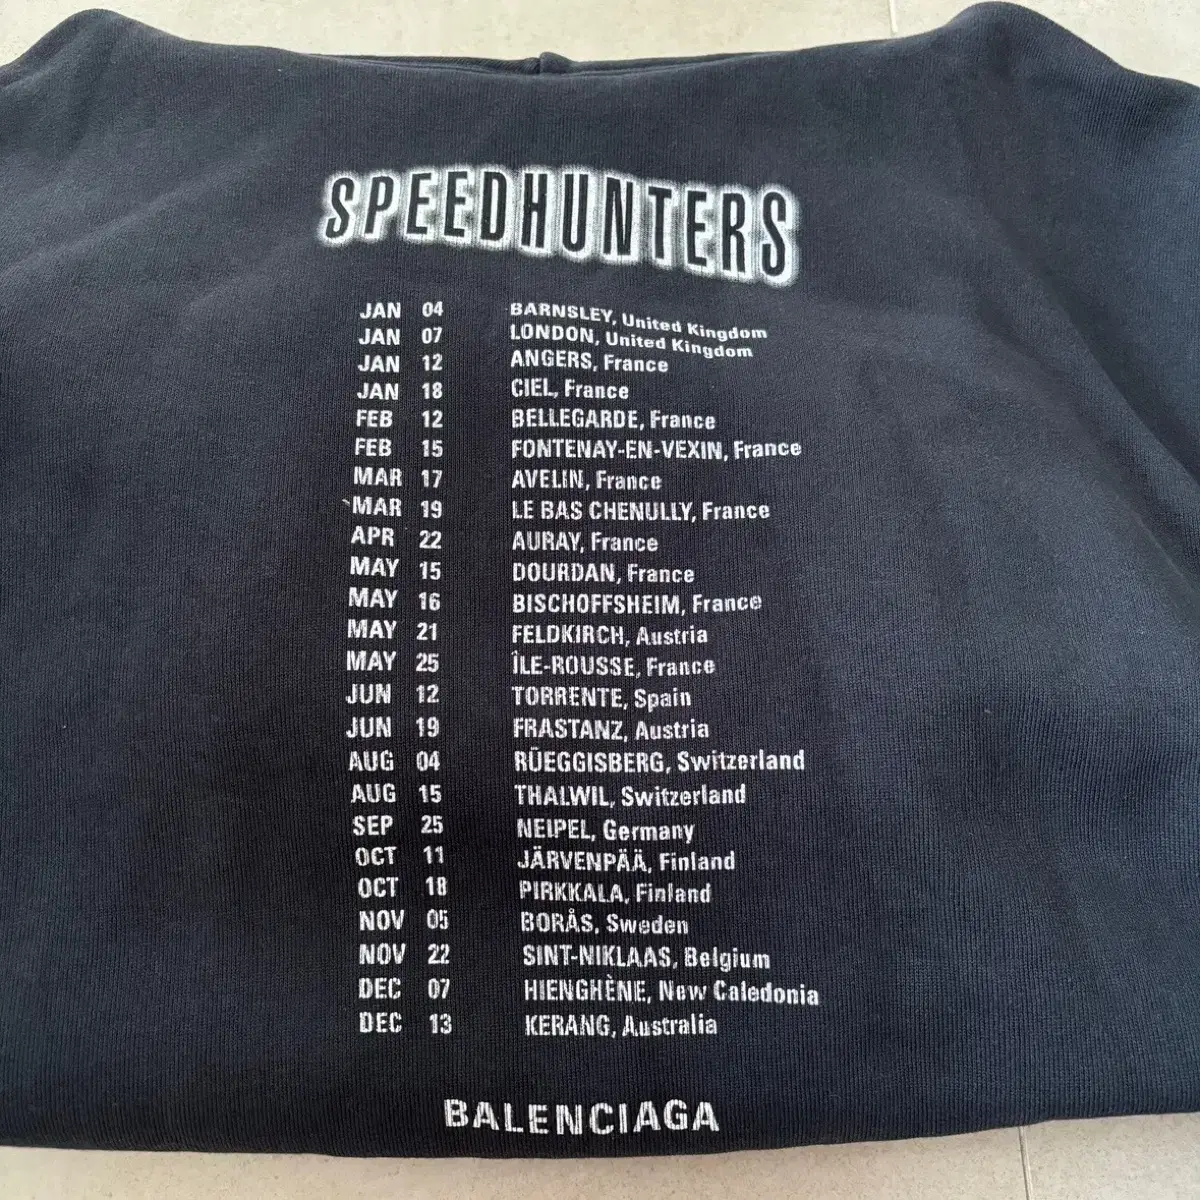 SPEEDHUNTERS
JAN 04 BARNSLEY, United Kingdom
JAN 07 LONDON, United Kingdom
JAN 12 ANGERS, France
JAN 18 CIEL, France
FEB 12 BELLEGARDE, France
FEB 15 FONTENAY-EN-VEXIN, France
MAR 17 AVELIN, France
MAR 19 LE BAS CHENULLY, France
APR 22 AURAY, France
MAY 15 DOURDAN, France
MAY 16 BISCHOFFSHEIM, France
MAY 21 FELDKIRCH, Austria
MAY 25 ÎLE-ROUSSE, France
JUN 12 TORRENTE, Spain
JUN 19 FRASTANZ, Austria
AUG 04 RÜEGGISBERG, Switzerland
AUG 15 THALWIL, Switzerland
SEP 25 NEIPEL, Germany
OCT 11 JÄRVENPÄÄ, Finland
OCT 18 PIRKKALA, Finland
NOV 05 BORÅS, Sweden
NOV 22 SINT-NIKLAAS, Belgium
DEC 07 HIENGHÈNE, New Caledonia
DEC 13 KERANG, Australia
BALENCIAGA